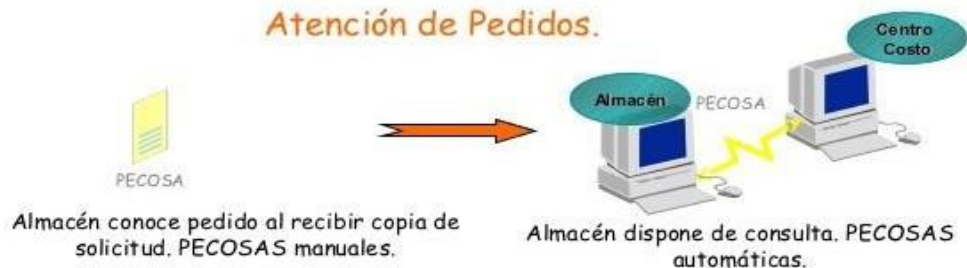 Atención de Pedidos.
Centro
Costo
Almacén
PECOSA
PECOSA
Almacén conoce pedido al recibir copia de
solicitud. PECOSAS manuales.
Almacén dispone de consulta. PECOSAS
automáticas.